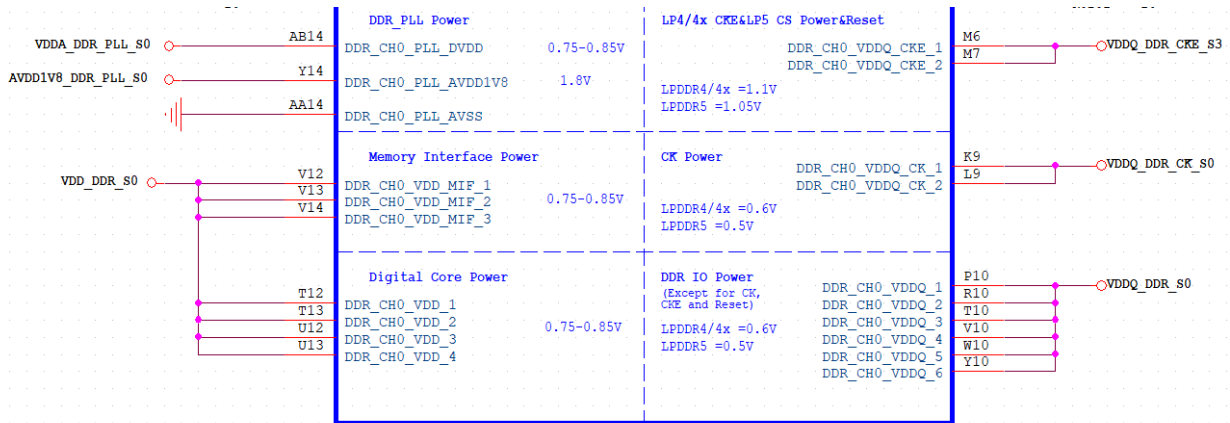 DDR_PLL Power
LP4/4x CKE&LP5 CS Power&Reset
VDDA_DDR_PLL_S0
AB14
DDR_CH0_PLL_DVDD
0.75-0.85V
DDR_CH0_VDDQ_CKE_1
M6
VDDQ_DDR_CKE_S3
DDR_CH0_VDDQ_CKE_2
M7
AVDD1V8_DDR_PLL_S0
Y14
DDR_CH0_PLL_AVDD1V8
1.8V
LPDDR4/4x =1.1V
LPDDR5 =1.05V
AA14
DDR_CH0_PLL_AVSS
Memory Interface Power
CK Power
VDD_DDR_S0
V12
DDR_CH0_VDD_MIF_1
V13
DDR_CH0_VDD_MIF_2
V14
DDR_CH0_VDD_MIF_3
0.75-0.85V
DDR_CH0_VDDQ_CK_1
K9
VDDQ_DDR_CK_S0
DDR_CH0_VDDQ_CK_2
L9
LPDDR4/4x =0.6V
LPDDR5 =0.5V
Digital Core Power
DDR IO Power
(Except for CK,
CKE and Reset)
T12
DDR_CH0_VDD_1
T13
DDR_CH0_VDD_2
U12
DDR_CH0_VDD_3
U13
DDR_CH0_VDD_4
0.75-0.85V
LPDDR4/4x =0.6V
LPDDR5 =0.5V
DDR_CH0_VDDQ_1
P10
VDDQ_DDR_S0
DDR_CH0_VDDQ_2
R10
DDR_CH0_VDDQ_3
T10
DDR_CH0_VDDQ_4
V10
DDR_CH0_VDDQ_5
W10
DDR_CH0_VDDQ_6
Y10